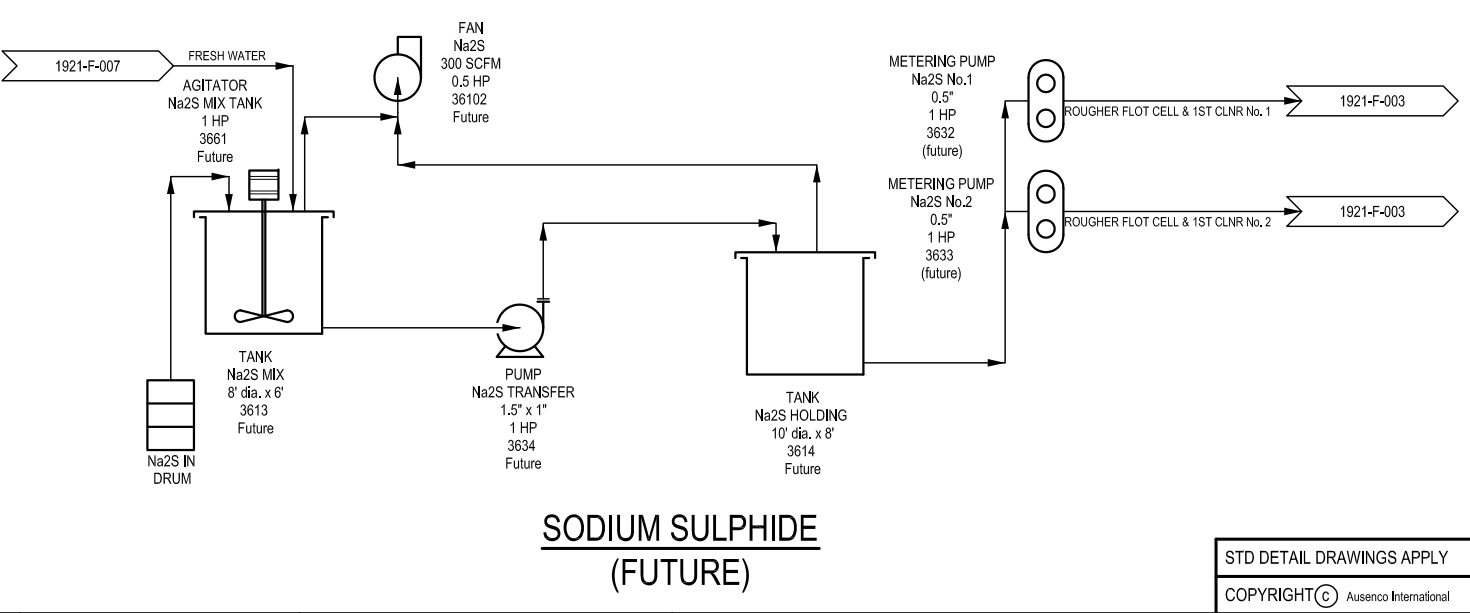 1921-F-007
FRESH WATER
AGITATOR
Na2S MIX TANK
1 HP
3661
Future
FAN
Na2S
300 SCFM
0.5 HP
36102
Future
METERING PUMP
Na2S No.1
0.5"
1 HP
3632
(future)
ROUGHER FLOT CELL & 1ST CLNR No. 1
1921-F-003
METERING PUMP
Na2S No.2
0.5"
1 HP
3633
(future)
ROUGHER FLOT CELL & 1ST CLNR No. 2
1921-F-003
TANK
Na2S MIX
8' dia. x 6'
3613
Future
Na2S IN
DRUM
PUMP
Na2S TRANSFER
1.5" x 1"
1 HP
3634
Future
TANK
Na2S HOLDING
10' dia. x 8'
3614
Future
SODIUM SULPHIDE
(FUTURE)
STD DETAIL DRAWINGS APPLY
COPYRIGHT © Ausenco International